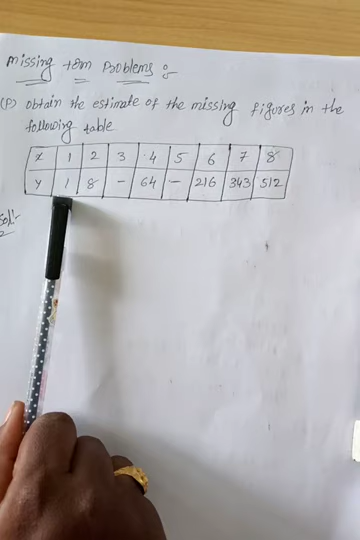 Missing term Problems :-
(P) Obtain the estimate of the missing figures in the
following table
x 1 2 3 4 5 6 7 8
y 1 8 - 64 - 216 343 512
Sol:-